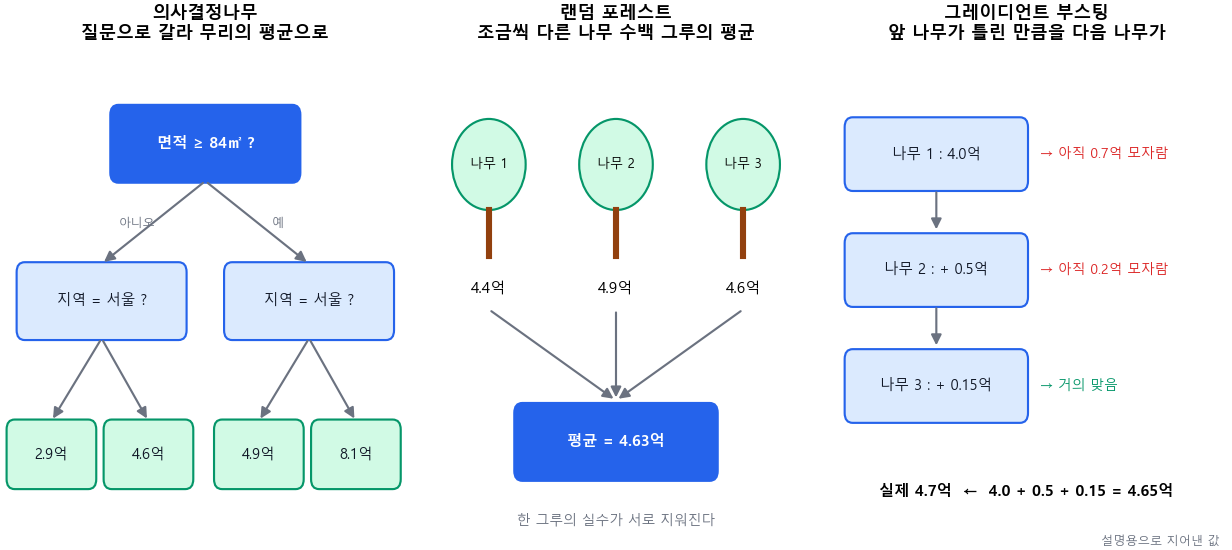 의사결정나무
질문으로 갈라 무리의 평균으로
면적 ≥ 84㎡ ?
아니오
예
지역 = 서울 ?
지역 = 서울 ?
2.9억
4.6억
4.9억
8.1억
랜덤 포레스트
조금씩 다른 나무 수백 그루의 평균
나무 1
나무 2
나무 3
4.4억
4.9억
4.6억
평균 = 4.63억
한 그루의 실수가 서로 지워진다
그레이디언트 부스팅
앞 나무가 틀린 만큼을 다음 나무가
나무 1 : 4.0억
→ 아직 0.7억 모자람
나무 2 : + 0.5억
→ 아직 0.2억 모자람
나무 3 : + 0.15억
→ 거의 맞음
실제 4.7억 ← 4.0 + 0.5 + 0.15 = 4.65억
설명용으로 지어낸 값